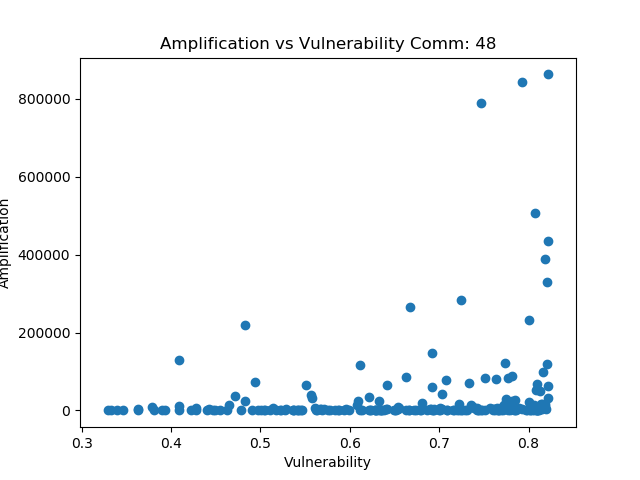 Amplification vs Vulnerability Comm: 48
800000
600000
400000
200000
0
Amplification
0.3 0.4 0.5 0.6 0.7 0.8
Vulnerability